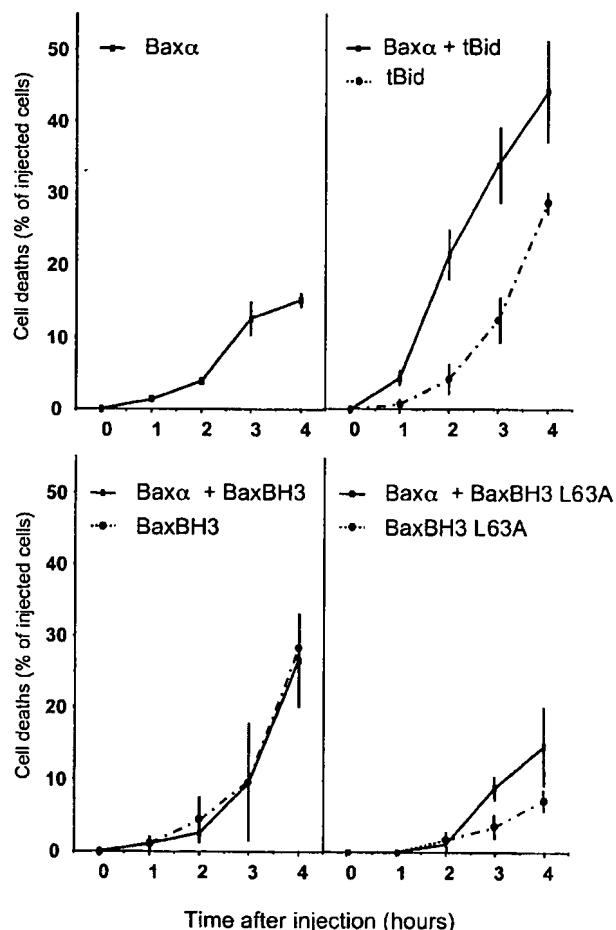 Cell deaths (% of injected cells)
50
40
30
20
10
0
Baxα
0 1 2 3 4
Baxα + tBid
tBid
0 1 2 3 4
Cell deaths (% of injected cells)
50
40
30
20
10
0
Baxα + BaxBH3
BaxBH3
0 1 2 3 4
Baxα + BaxBH3 L63A
BaxBH3 L63A
0 1 2 3 4
Time after injection (hours)